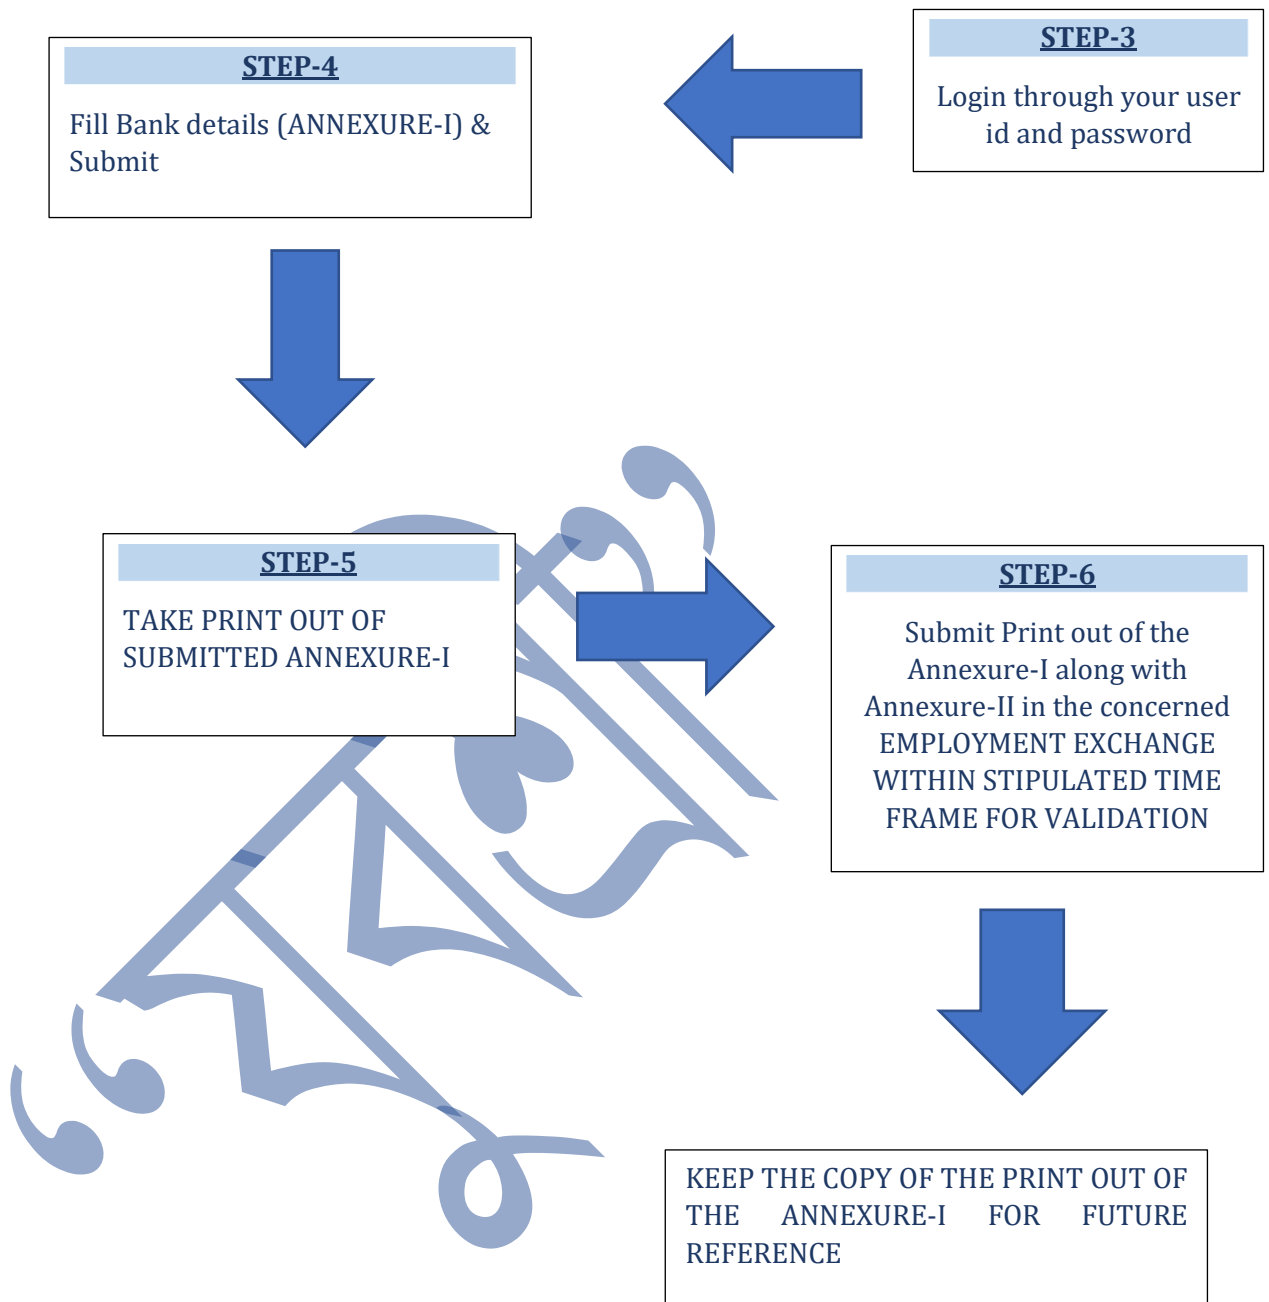 STEP-3
Login through your user
id and password
STEP-4
Fill Bank details (ANNEXURE-I) &
Submit
STEP-5
TAKE PRINT OUT OF
SUBMITTED ANNEXURE-I
STEP-6
Submit Print out of the
Annexure-I along with
Annexure-II in the concerned
EMPLOYMENT EXCHANGE
WITHIN STIPULATED TIME
FRAME FOR VALIDATION
KEEP THE COPY OF THE PRINT OUT OF
THE ANNEXURE-I FOR FUTURE
REFERENCE